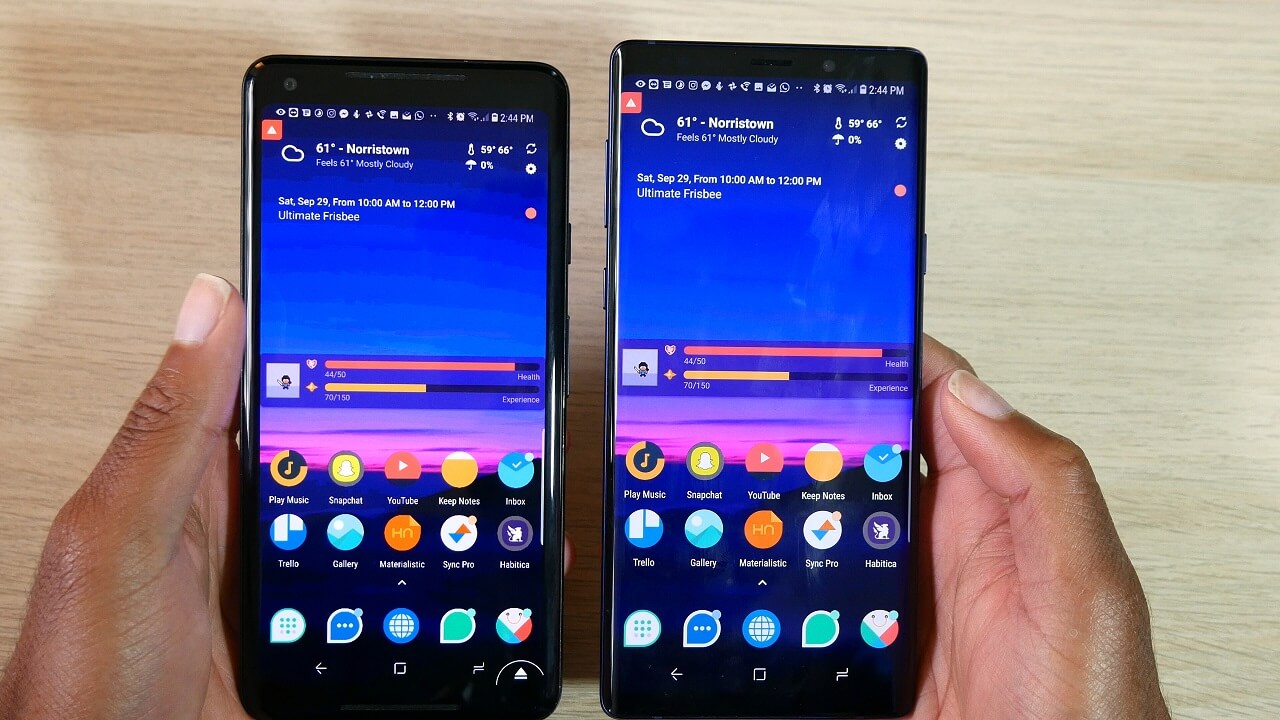 2:44 PM
61° - Norristown
59° 66°
Feels 61° Mostly Cloudy
0%
Sat, Sep 29, From 10:00 AM to 12:00 PM
Ultimate Frisbee
44/50
Health
70/150
Experience
Play Music
Snapchat
YouTube
Keep Notes
Inbox
HN
Trello
Gallery
Materialistic
Sync Pro
Habitica
2:44 PM
61° - Norristown
59° 66°
Feels 61° Mostly Cloudy
0%
Sat, Sep 29, From 10:00 AM to 12:00 PM
Ultimate Frisbee
44/50
Health
70/150
Experience
Play Music
Snapchat
YouTube
Keep Notes
Inbox
HN
Trello
Gallery
Materialistic
Sync Pro
Habitica